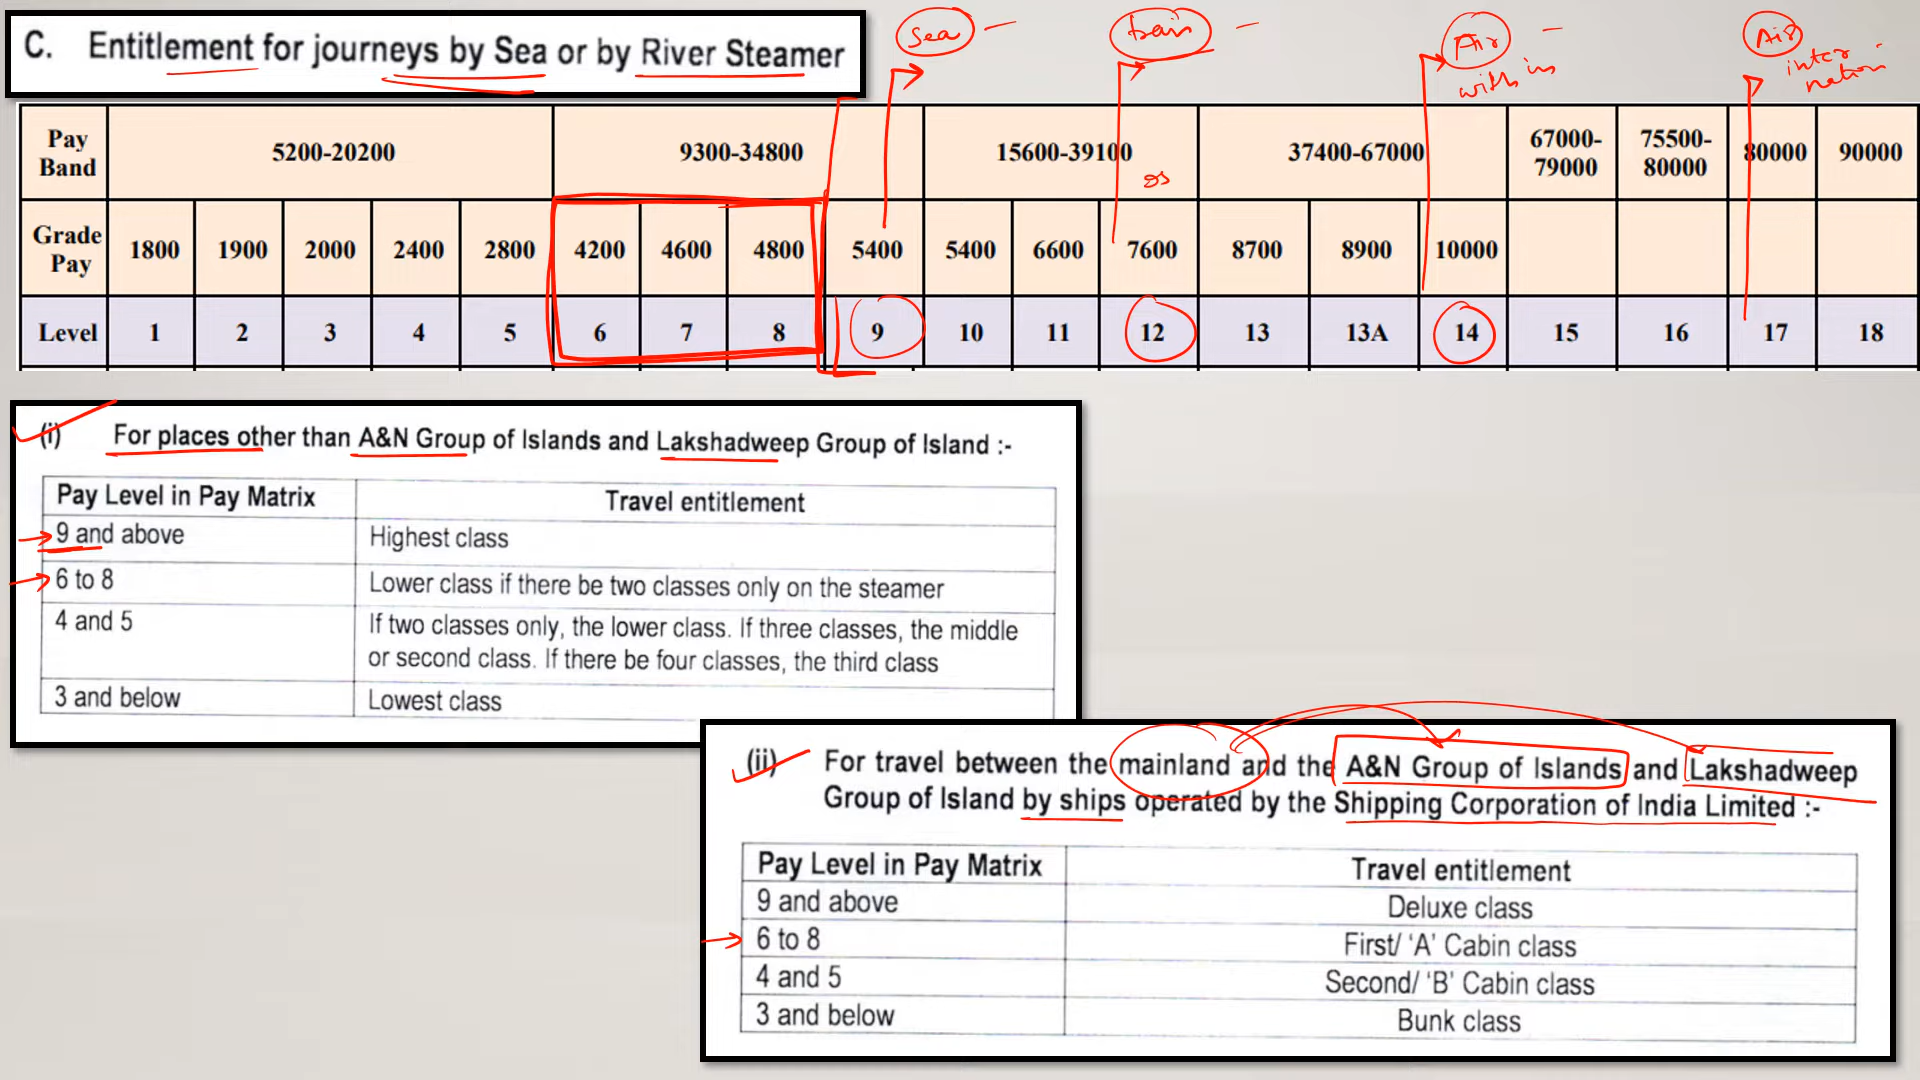 C. Entitlement for journeys by Sea or by River Steamer
Sea
train
Air
within
Air
inter
nation
Pay Band 5200-20200 9300-34800 15600-39100 37400-67000 67000-79000 75500-80000 80000 90000
Grade Pay 1800 1900 2000 2400 2800 4200 4600 4800 5400 5400 6600 7600 8700 8900 10000
Level 1 2 3 4 5 6 7 8 9 10 11 12 13 13A 14 15 16 17 18
(i) For places other than A&N Group of Islands and Lakshadweep Group of Island :-
Pay Level in Pay Matrix Travel entitlement
9 and above Highest class
6 to 8 Lower class if there be two classes only on the steamer
4 and 5 If two classes only, the lower class. If three classes, the middle
or second class. If there be four classes, the third class
3 and below Lowest class
(ii) For travel between the mainland and the A&N Group of Islands and Lakshadweep
Group of Island by ships operated by the Shipping Corporation of India Limited :-
Pay Level in Pay Matrix Travel entitlement
9 and above Deluxe class
6 to 8 First/ 'A' Cabin class
4 and 5 Second/ 'B' Cabin class
3 and below Bunk class